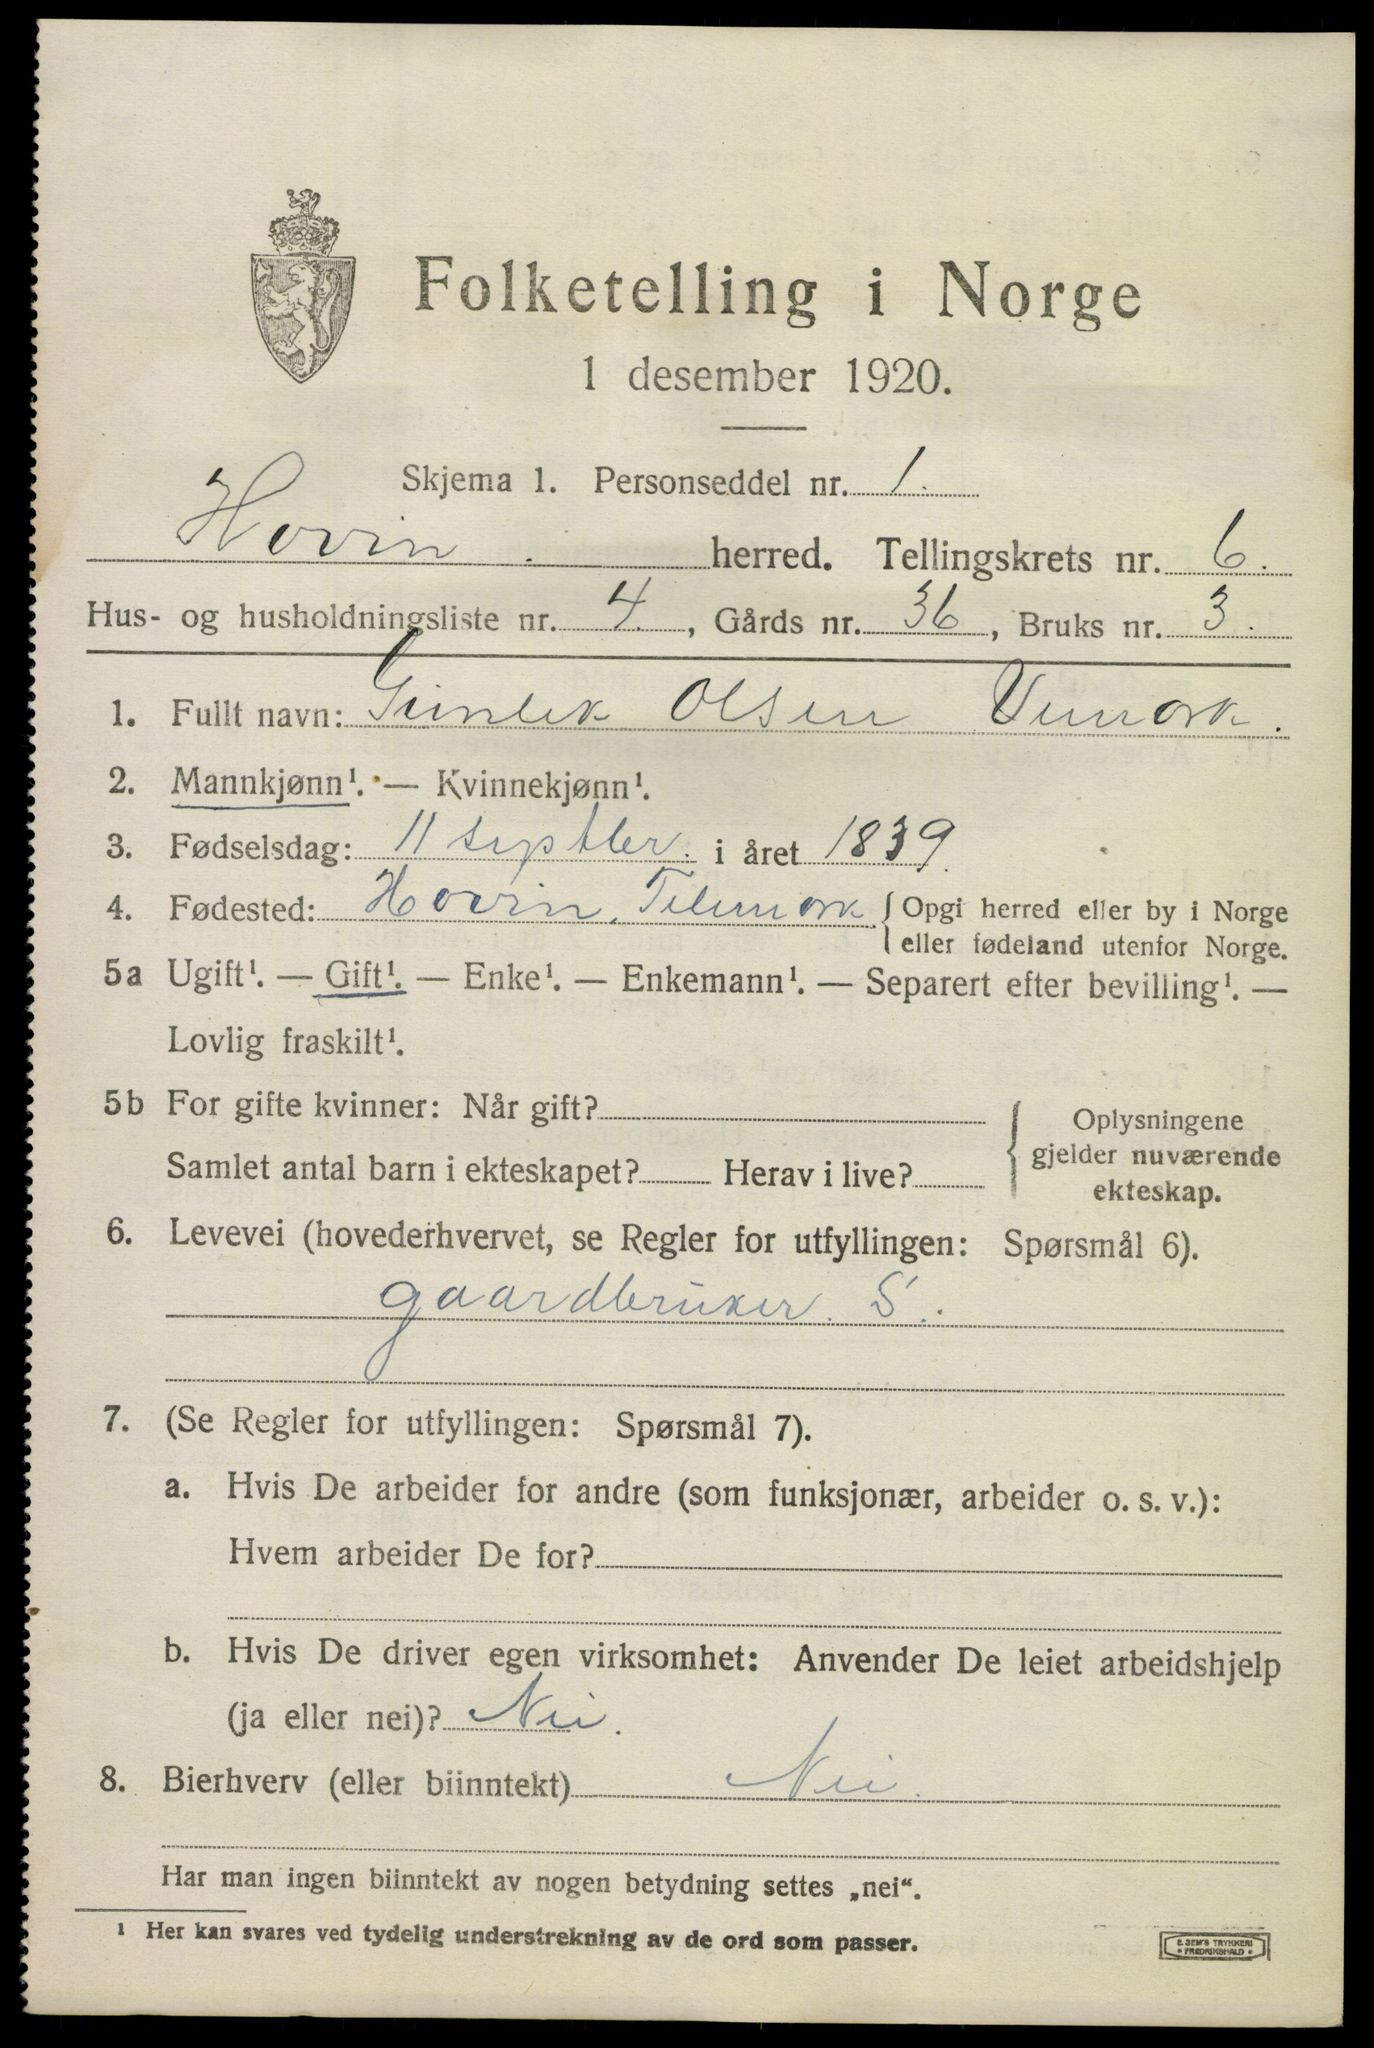 Folketelling i Norge
1 desember 1920.
Skjema 1. Personseddel nr. 1.
Hovin herred. Tellingskrets nr. 6.
Hus- og husholdningsliste nr. 4., Gårds nr. 36, Bruks nr. 3.
1. Fullt navn: Gunlek Olsen Vemork.
2. Mannkjønn¹. — Kvinnekjønn¹.
3. Fødselsdag: 11 septber. i året 1839.
4. Fødested: Hovin, Telemork { Opgi herred eller by i Norge
eller fødeland utenfor Norge.
5a Ugift¹. — Gift¹. — Enke¹. — Enkemann¹. — Separert efter bevilling¹. —
Lovlig fraskilt¹.
5b For gifte kvinner: Når gift?
Samlet antal barn i ekteskapet? Herav i live?
{ Oplysningene
gjelder nuværende
ekteskap.
6. Levevei (hovederhvervet, se Regler for utfyllingen: Spørsmål 6).
gaardbruker. S.
7. (Se Regler for utfyllingen: Spørsmål 7).
a. Hvis De arbeider for andre (som funksjonær, arbeider o. s. v.):
Hvem arbeider De for?
b. Hvis De driver egen virksomhet: Anvender De leiet arbeidshjelp
(ja eller nei)? Nei.
8. Bierhverv (eller biinntekt) Nei.
Har man ingen biinntekt av nogen betydning settes „nei“.
¹ Her kan svares ved tydelig understrekning av de ord som passer.
E. SEM'S TRYKKERI
• FREDRIKSHALD •